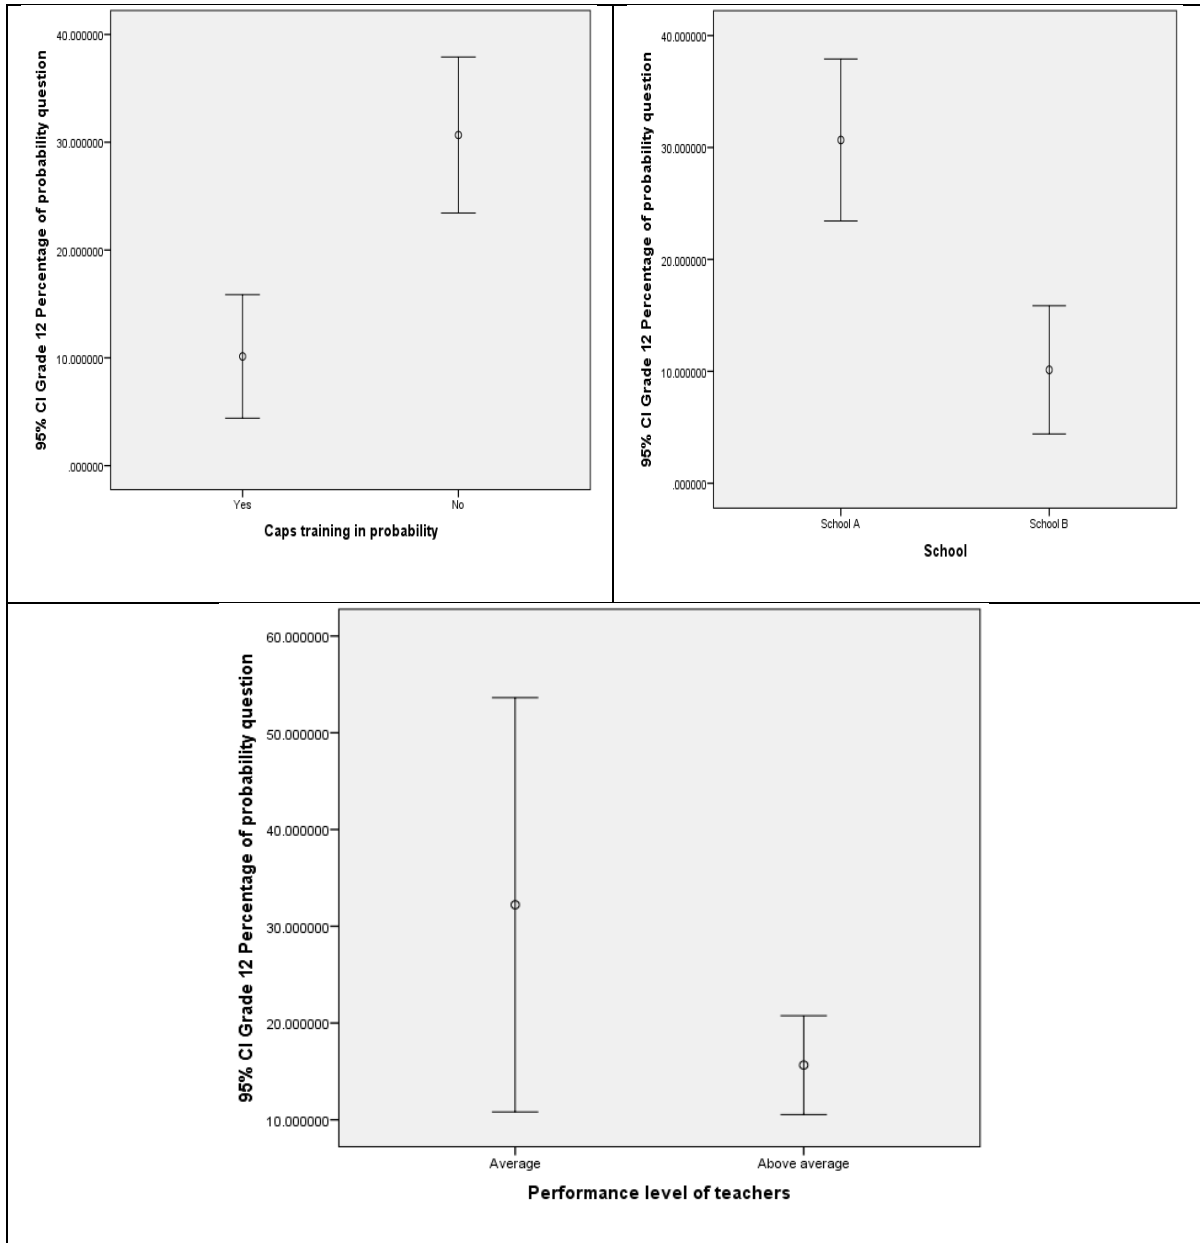 95% CI Grade 12 Percentage of probability question
40.000000
30.000000
20.000000
10.000000
.000000
Yes
No
Caps training in probability
95% CI Grade 12 Percentage of probability question
40.000000
30.000000
20.000000
10.000000
.000000
School A
School B
School
95% CI Grade 12 Percentage of probability question
60.000000
50.000000
40.000000
30.000000
20.000000
10.000000
Average
Above average
Performance level of teachers